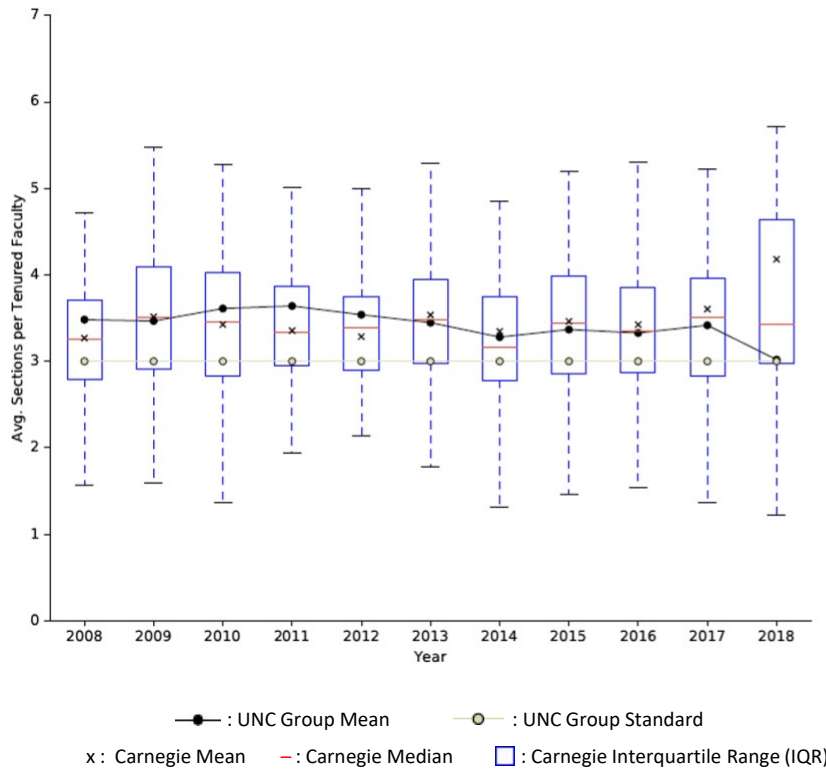 7
6
5
4
3
2
1
0
Avg. Sections per Tenured Faculty
2008 2009 2010 2011 2012 2013 2014 2015 2016 2017 2018
Year
: UNC Group Mean : UNC Group Standard
x : Carnegie Mean – : Carnegie Median : Carnegie Interquartile Range (IQR)